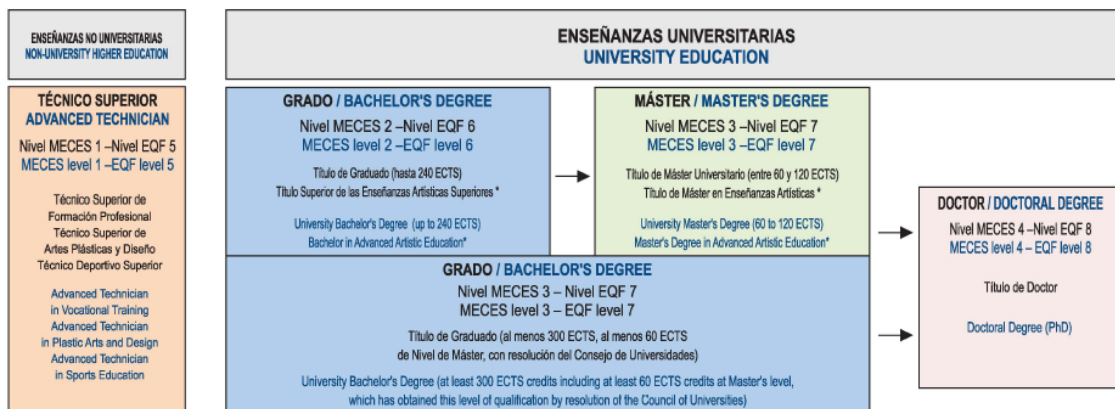 ENSEÑANZAS NO UNIVERSITARIAS
NON-UNIVERSITY HIGHER EDUCATION
TÉCNICO SUPERIOR
ADVANCED TECHNICIAN
Nivel MECES 1 –Nivel EQF 5
MECES level 1 –EQF level 5
Técnico Superior de
Formación Profesional
Técnico Superior de
Artes Plásticas y Diseño
Técnico Deportivo Superior
Advanced Technician
in Vocational Training
Advanced Technician
in Plastic Arts and Design
Advanced Technician
in Sports Education
ENSEÑANZAS UNIVERSITARIAS
UNIVERSITY EDUCATION
GRADO / BACHELOR'S DEGREE
Nivel MECES 2 –Nivel EQF 6
MECES level 2 –EQF level 6
Título de Graduado (hasta 240 ECTS)
Título Superior de las Enseñanzas Artísticas Superiores *
University Bachelor's Degree (up to 240 ECTS)
Bachelor in Advanced Artistic Education*
MÁSTER / MASTER'S DEGREE
Nivel MECES 3 –Nivel EQF 7
MECES level 3 –EQF level 7
Título de Máster Universitario (entre 60 y 120 ECTS)
Título de Máster en Enseñanzas Artísticas *
University Master's Degree (60 to 120 ECTS)
Master's Degree in Advanced Artistic Education*
GRADO / BACHELOR'S DEGREE
Nivel MECES 3 – Nivel EQF 7
MECES level 3 – EQF level 7
Título de Graduado (al menos 300 ECTS, al menos 60 ECTS
de Nivel de Máster, con resolución del Consejo de Universidades)
University Bachelor's Degree (at least 300 ECTS credits including at least 60 ECTS credits at Master's level,
which has obtained this level of qualification by resolution of the Council of Universities)
DOCTOR / DOCTORAL DEGREE
Nivel MECES 4 –Nivel EQF 8
MECES level 4 – EQF level 8
Título de Doctor
Doctoral Degree (PhD)